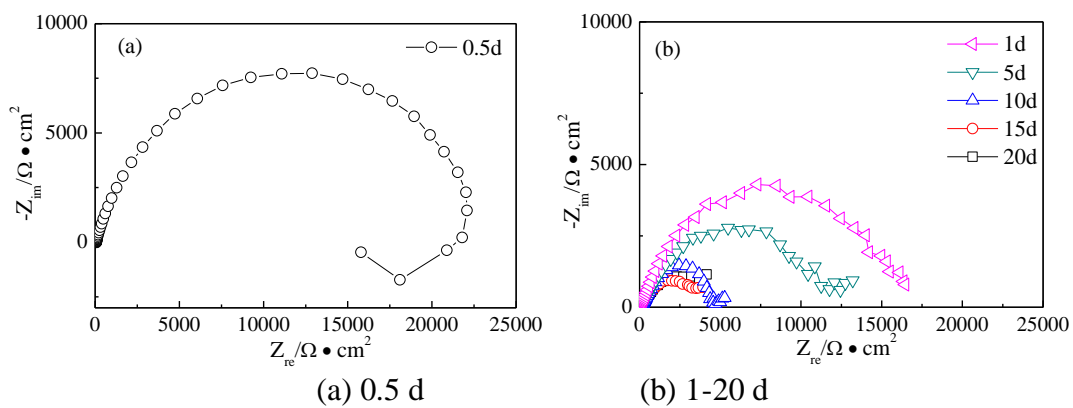 10000
(a)
0.5d
5000
0
-Z_im/Ω • cm^2
0 5000 10000 15000 20000 25000
Z_re/Ω • cm^2
10000
(b)
1d
5d
10d
15d
20d
5000
0
-Z_im/Ω • cm^2
0 5000 10000 15000 20000 25000
Z_re/Ω • cm^2
(a) 0.5 d
(b) 1-20 d